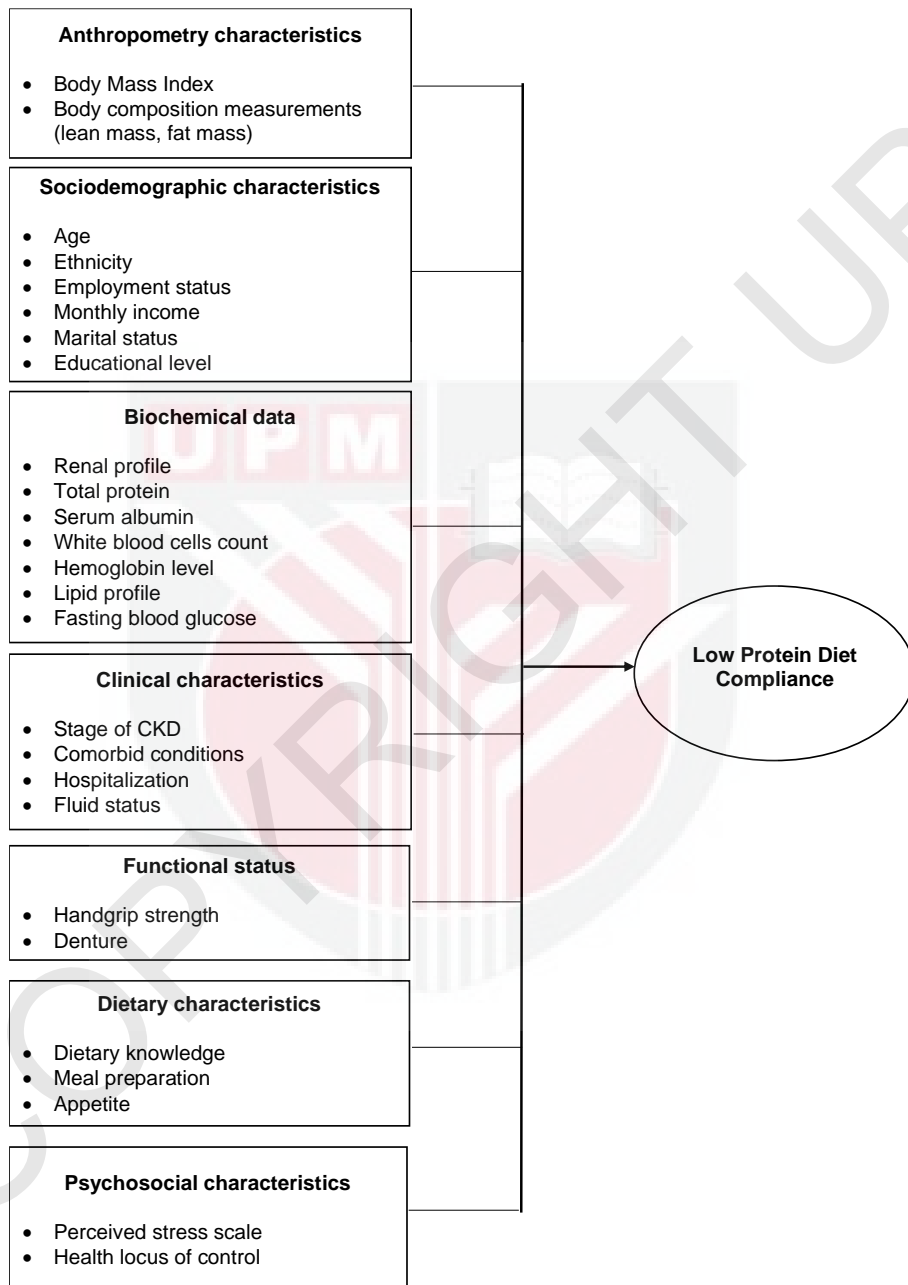 Anthropometry characteristics
• Body Mass Index
• Body composition measurements
(lean mass, fat mass)
Sociodemographic characteristics
• Age
• Ethnicity
• Employment status
• Monthly income
• Marital status
• Educational level
Biochemical data
• Renal profile
• Total protein
• Serum albumin
• White blood cells count
• Hemoglobin level
• Lipid profile
• Fasting blood glucose
Clinical characteristics
• Stage of CKD
• Comorbid conditions
• Hospitalization
• Fluid status
Functional status
• Handgrip strength
• Denture
Dietary characteristics
• Dietary knowledge
• Meal preparation
• Appetite
Psychosocial characteristics
• Perceived stress scale
• Health locus of control
Low Protein Diet
Compliance
UPM
COPYRIGHT UP